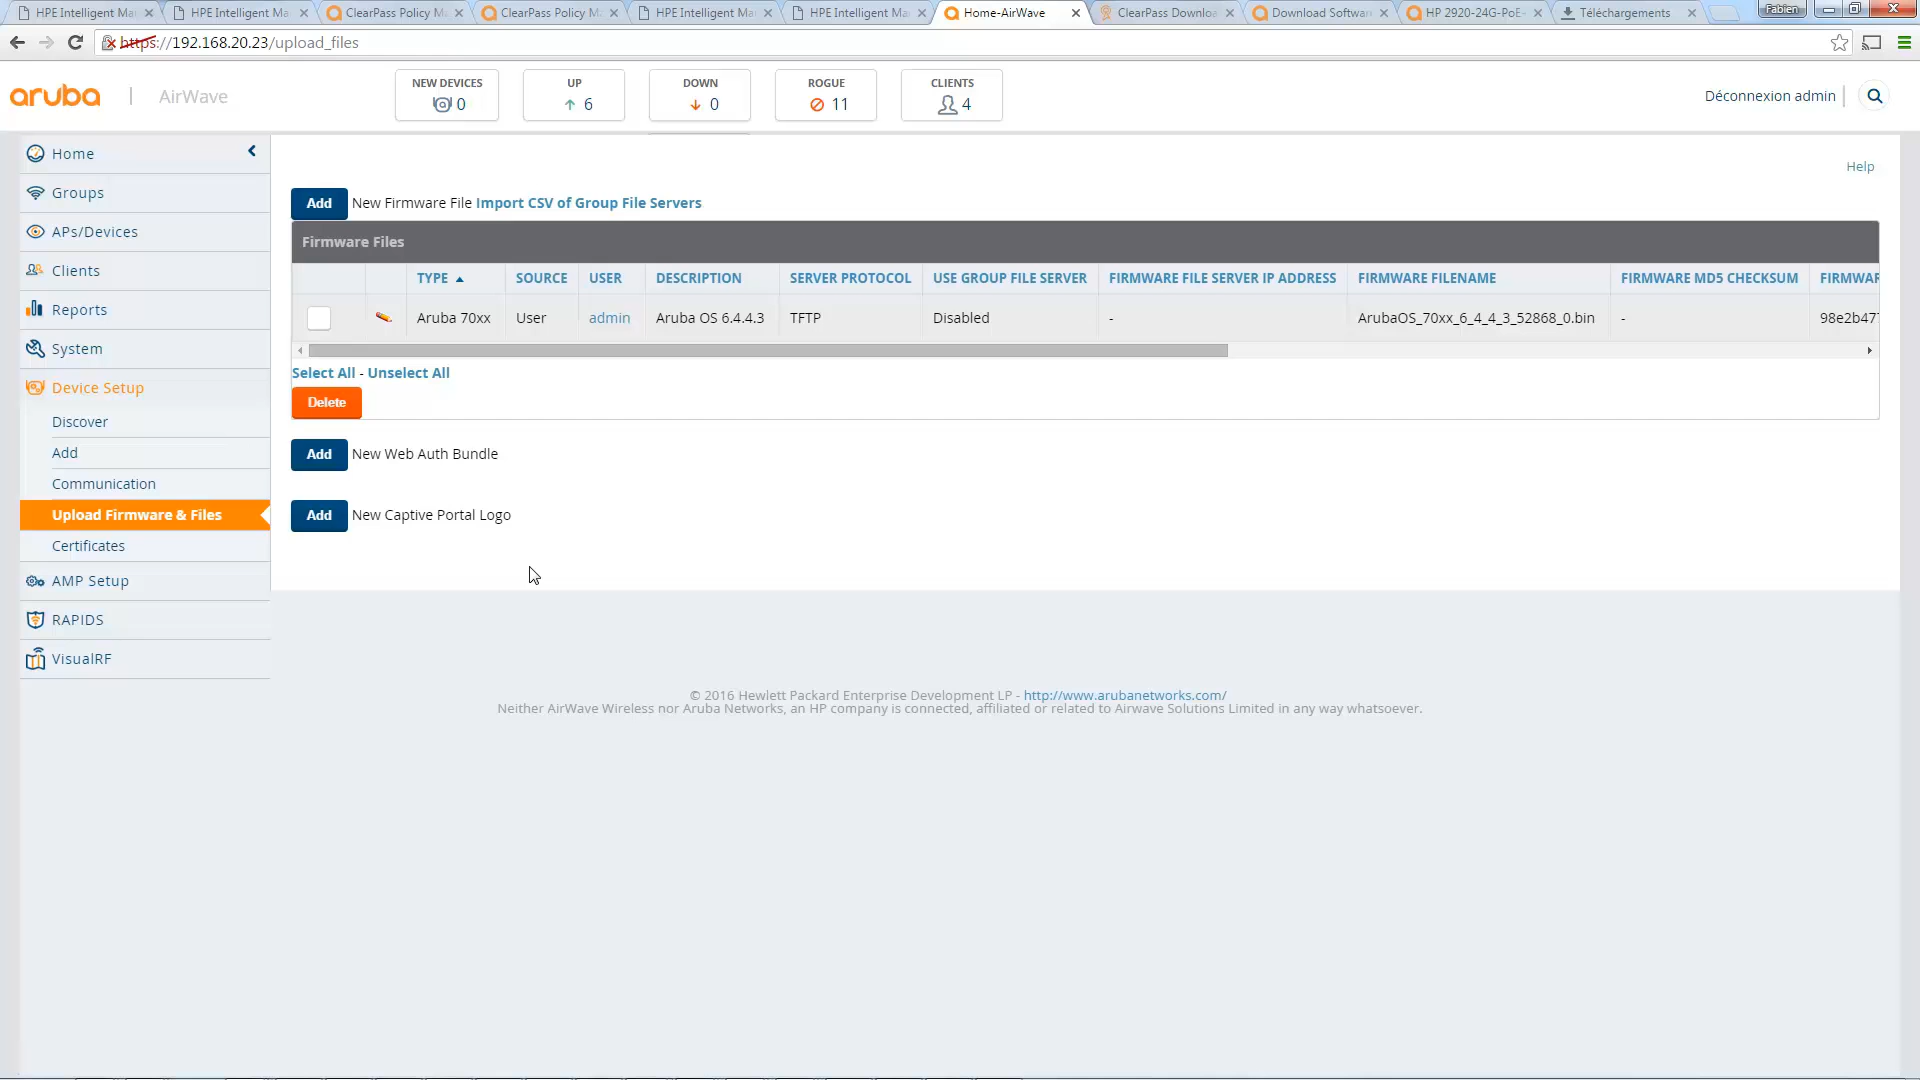 HPE Intelligent Ma
HPE Intelligent Ma
ClearPass Policy M
ClearPass Policy M
HPE Intelligent Ma
HPE Intelligent Ma
Home-AirWave
ClearPass Downloa
Download Softwar
HP 2920-24G-PoE-
Téléchargements
Fabien
https://192.168.20.23/upload_files
aruba | AirWave
NEW DEVICES
0
UP
6
DOWN
0
ROGUE
11
CLIENTS
4
Déconnexion admin
Home
Groups
APs/Devices
Clients
Reports
System
Device Setup
Discover
Add
Communication
Upload Firmware & Files
Certificates
AMP Setup
RAPIDS
VisualRF
Help
Add New Firmware File Import CSV of Group File Servers
Firmware Files
TYPE SOURCE USER DESCRIPTION SERVER PROTOCOL USE GROUP FILE SERVER FIRMWARE FILE SERVER IP ADDRESS FIRMWARE FILENAME FIRMWARE MD5 CHECKSUM FIRMWAR
Aruba 70xx User admin Aruba OS 6.4.4.3 TFTP Disabled - ArubaOS_70xx_6_4_4_3_52868_0.bin - 98e2b47
Select All - Unselect All
Delete
Add New Web Auth Bundle
Add New Captive Portal Logo
© 2016 Hewlett Packard Enterprise Development LP - http://www.arubanetworks.com/
Neither AirWave Wireless nor Aruba Networks, an HP company is connected, affiliated or related to Airwave Solutions Limited in any way whatsoever.